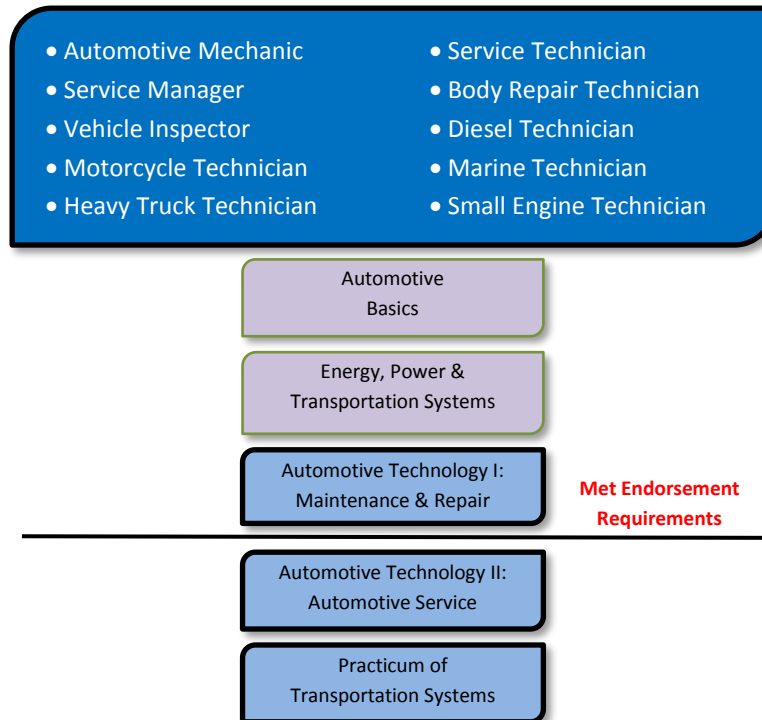 • Automotive Mechanic
• Service Manager
• Vehicle Inspector
• Motorcycle Technician
• Heavy Truck Technician
• Service Technician
• Body Repair Technician
• Diesel Technician
• Marine Technician
• Small Engine Technician
Automotive
Basics
Energy, Power &
Transportation Systems
Automotive Technology I:
Maintenance & Repair
Met Endorsement
Requirements
Automotive Technology II:
Automotive Service
Practicum of
Transportation Systems